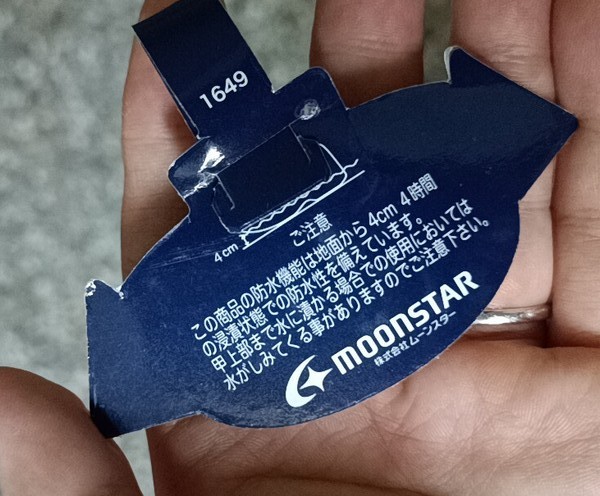 1649
4cm
ご注意
この商品の防水機能は地面から4cm 4時間
の浸漬状態での防水性を備えています。
甲上部まで水に漬かる場合での使用においては
水がしみてくる事がありますのでご注意下さい。
MOONSTAR
株式会社ムーンスター